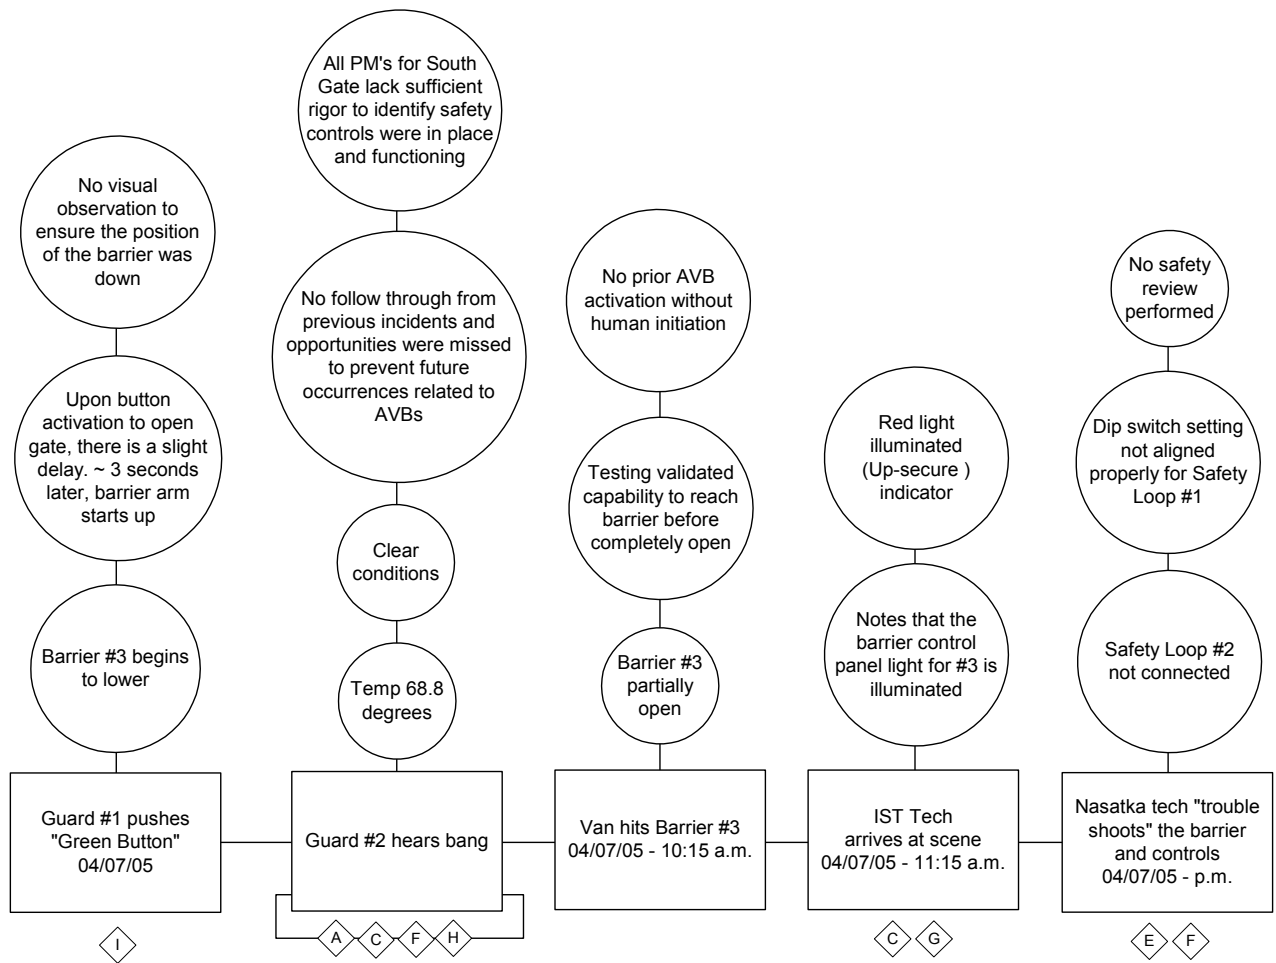 No visual
observation to
ensure the position
of the barrier was
down
Upon button
activation to open
gate, there is a slight
delay. ~ 3 seconds
later, barrier arm
starts up
Barrier #3 begins
to lower
Guard #1 pushes
"Green Button"
04/07/05
I
All PM's for South
Gate lack sufficient
rigor to identify safety
controls were in place
and functioning
No follow through from
previous incidents and
opportunities were missed
to prevent future
occurrences related to
AVBs
Clear
conditions
Temp 68.8
degrees
Guard #2 hears bang
A C F H
No prior AVB
activation without
human initiation
Testing validated
capability to reach
barrier before
completely open
Barrier #3
partially
open
Van hits Barrier #3
04/07/05 - 10:15 a.m.
Red light
illuminated
(Up-secure )
indicator
Notes that the
barrier control
panel light for #3 is
illuminated
IST Tech
arrives at scene
04/07/05 - 11:15 a.m.
C G
No safety
review
performed
Dip switch setting
not aligned
properly for Safety
Loop #1
Safety Loop #2
not connected
Nasatka tech "trouble
shoots" the barrier
and controls
04/07/05 - p.m.
E F